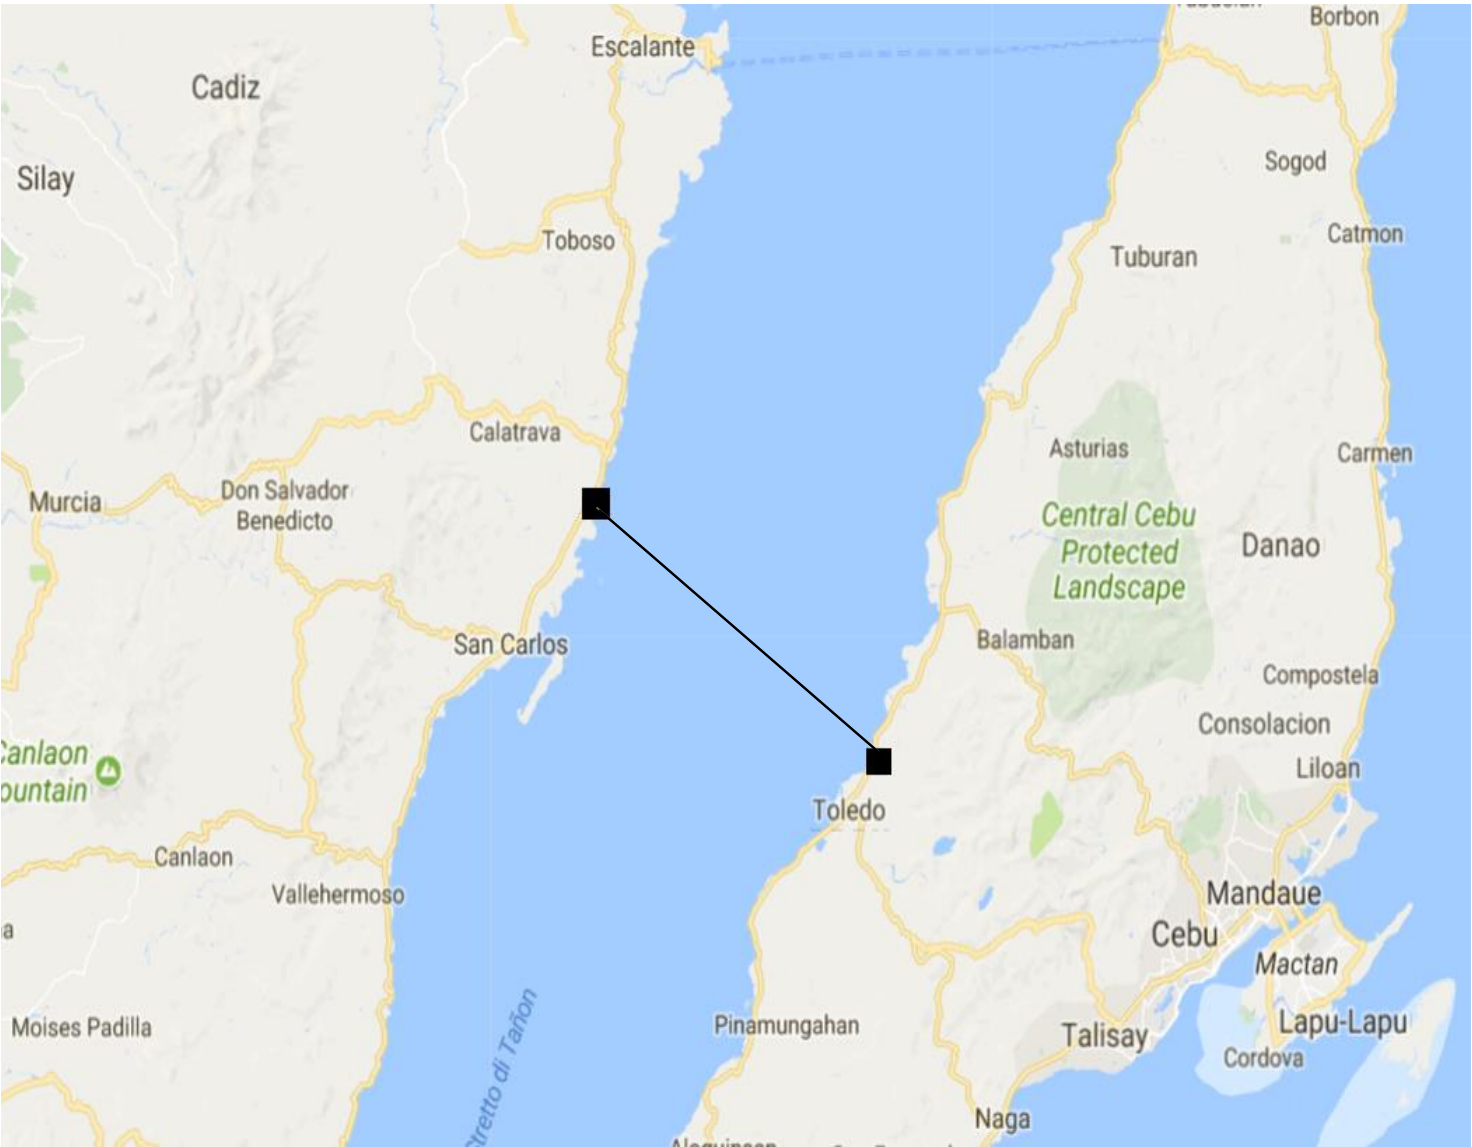 Borbon
Escalante
Cadiz
Sogod
Silay
Catmon
Toboso
Tuburan
Calatrava
Asturias
Carmen
Don Salvador
Benedicto
Murcia
Central Cebu
Protected
Landscape
Danao
San Carlos
Balamban
Compostela
Consolacion
Canlaon
ountain
Liloan
Toledo
Canlaon
Vallehermoso
Mandaue
a
Cebu
Mactan
Stretto di Tañon
Moises Padilla
Pinamungahan
Talisay
Lapu-Lapu
Cordova
Naga